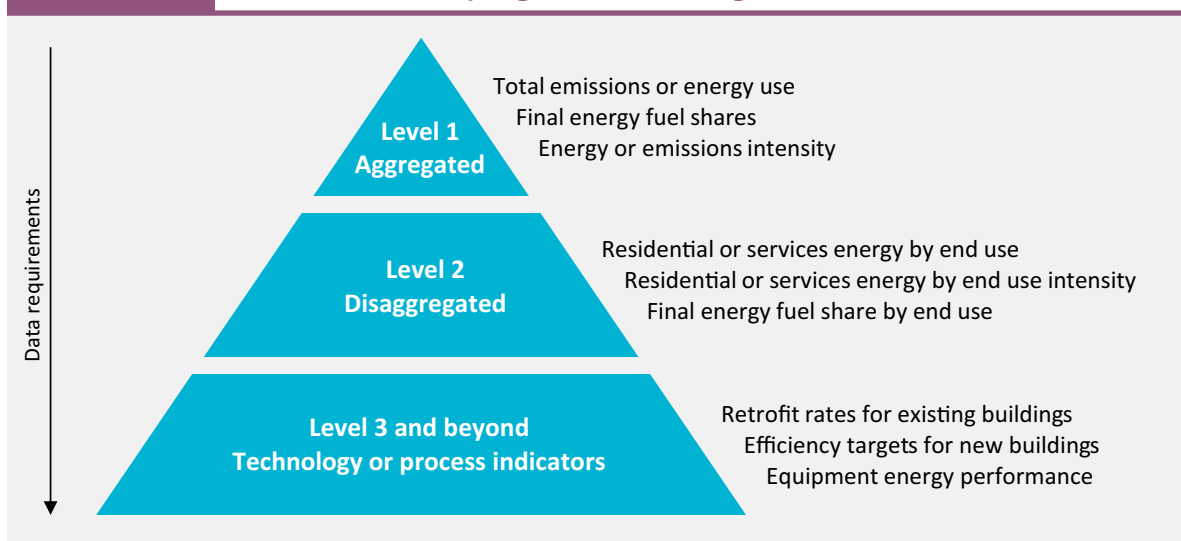 Level 1
Aggregated
Total emissions or energy use
Final energy fuel shares
Energy or emissions intensity
Data requirements
Level 2
Disaggregated
Residential or services energy by end use
Residential or services energy by end use intensity
Final energy fuel share by end use
Level 3 and beyond
Technology or process indicators
Retrofit rates for existing buildings
Efficiency targets for new buildings
Equipment energy performance